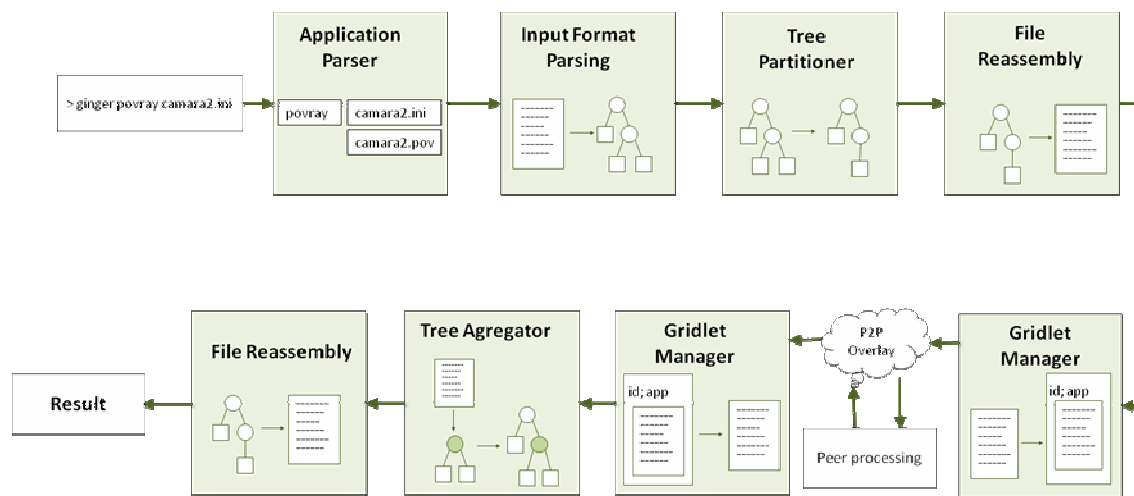 Application
Parser
Input Format
Parsing
Tree
Partitioner
File
Reassembly
> ginger povray camara2.ini
povray
camara2.ini
camara2.pov
File Reassembly
Tree Agregator
Gridlet
Manager
P2P
Overlay
Gridlet
Manager
id; app
id; app
Result
Peer processing